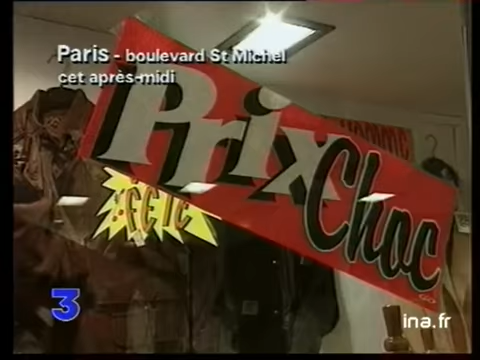 Paris - boulevard St Michel
cet après-midi
Prix
Choc
3
ina.fr